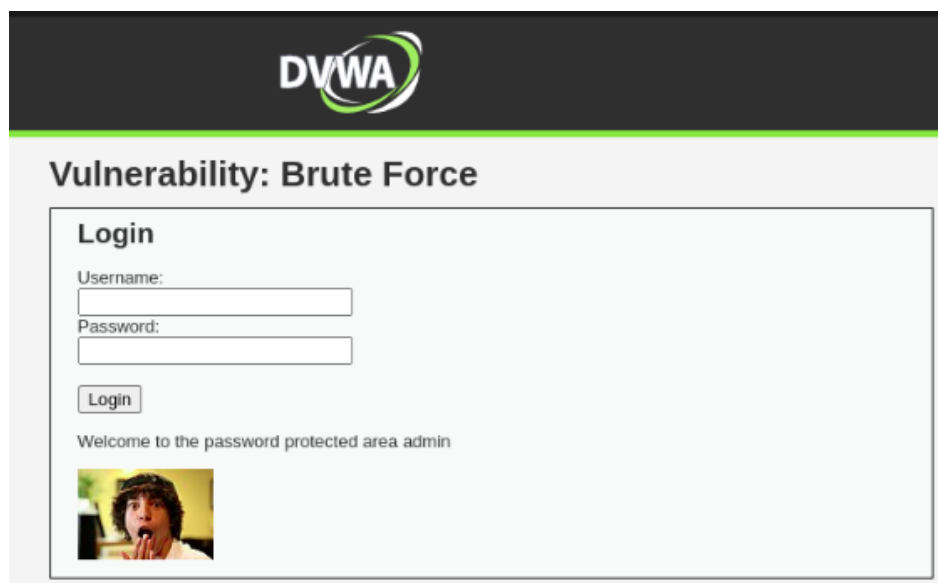 DVWA
Vulnerability: Brute Force
Login
Username:
Password:
Login
Welcome to the password protected area admin